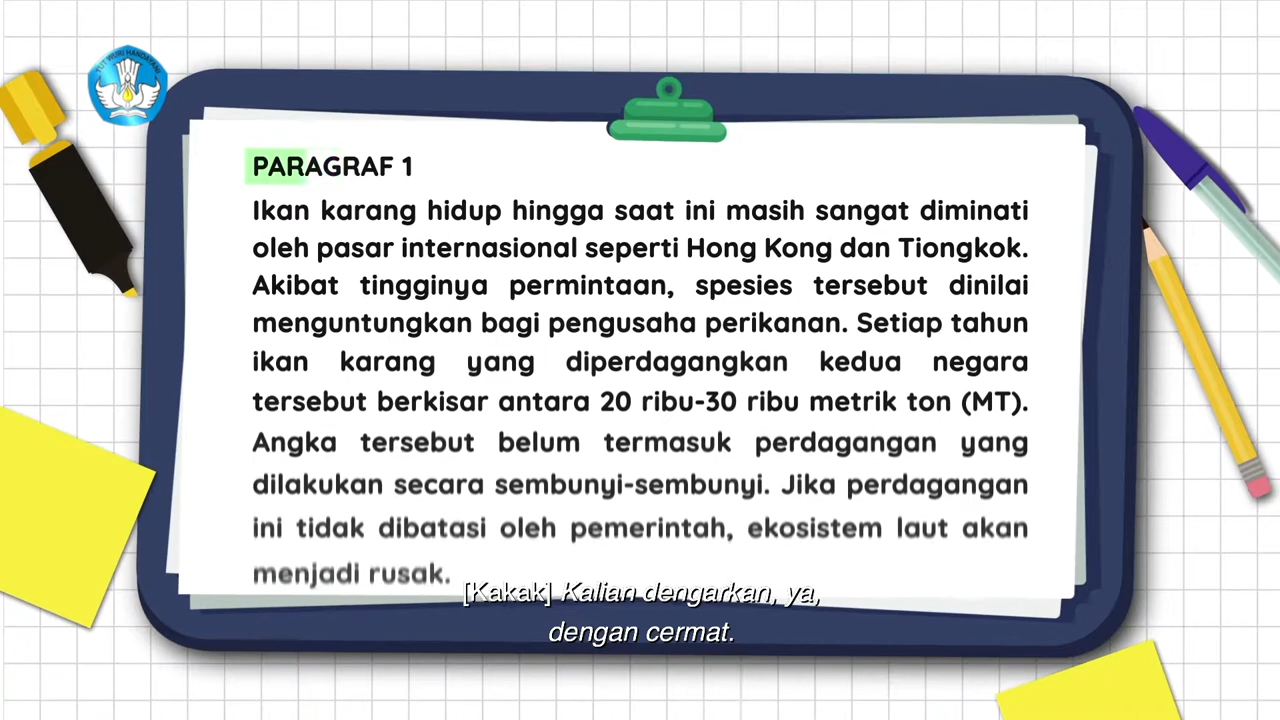 TUT WURI HANDAYANI
PARAGRAF 1
Ikan karang hidup hingga saat ini masih sangat diminati
oleh pasar internasional seperti Hong Kong dan Tiongkok.
Akibat tingginya permintaan, spesies tersebut dinilai
menguntungkan bagi pengusaha perikanan. Setiap tahun
ikan karang yang diperdagangkan kedua negara
tersebut berkisar antara 20 ribu-30 ribu metrik ton (MT).
Angka tersebut belum termasuk perdagangan yang
dilakukan secara sembunyi-sembunyi. Jika perdagangan
ini tidak dibatasi oleh pemerintah, ekosistem laut akan
menjadi rusak.
[Kakak] Kalian dengarkan, ya,
dengan cermat.